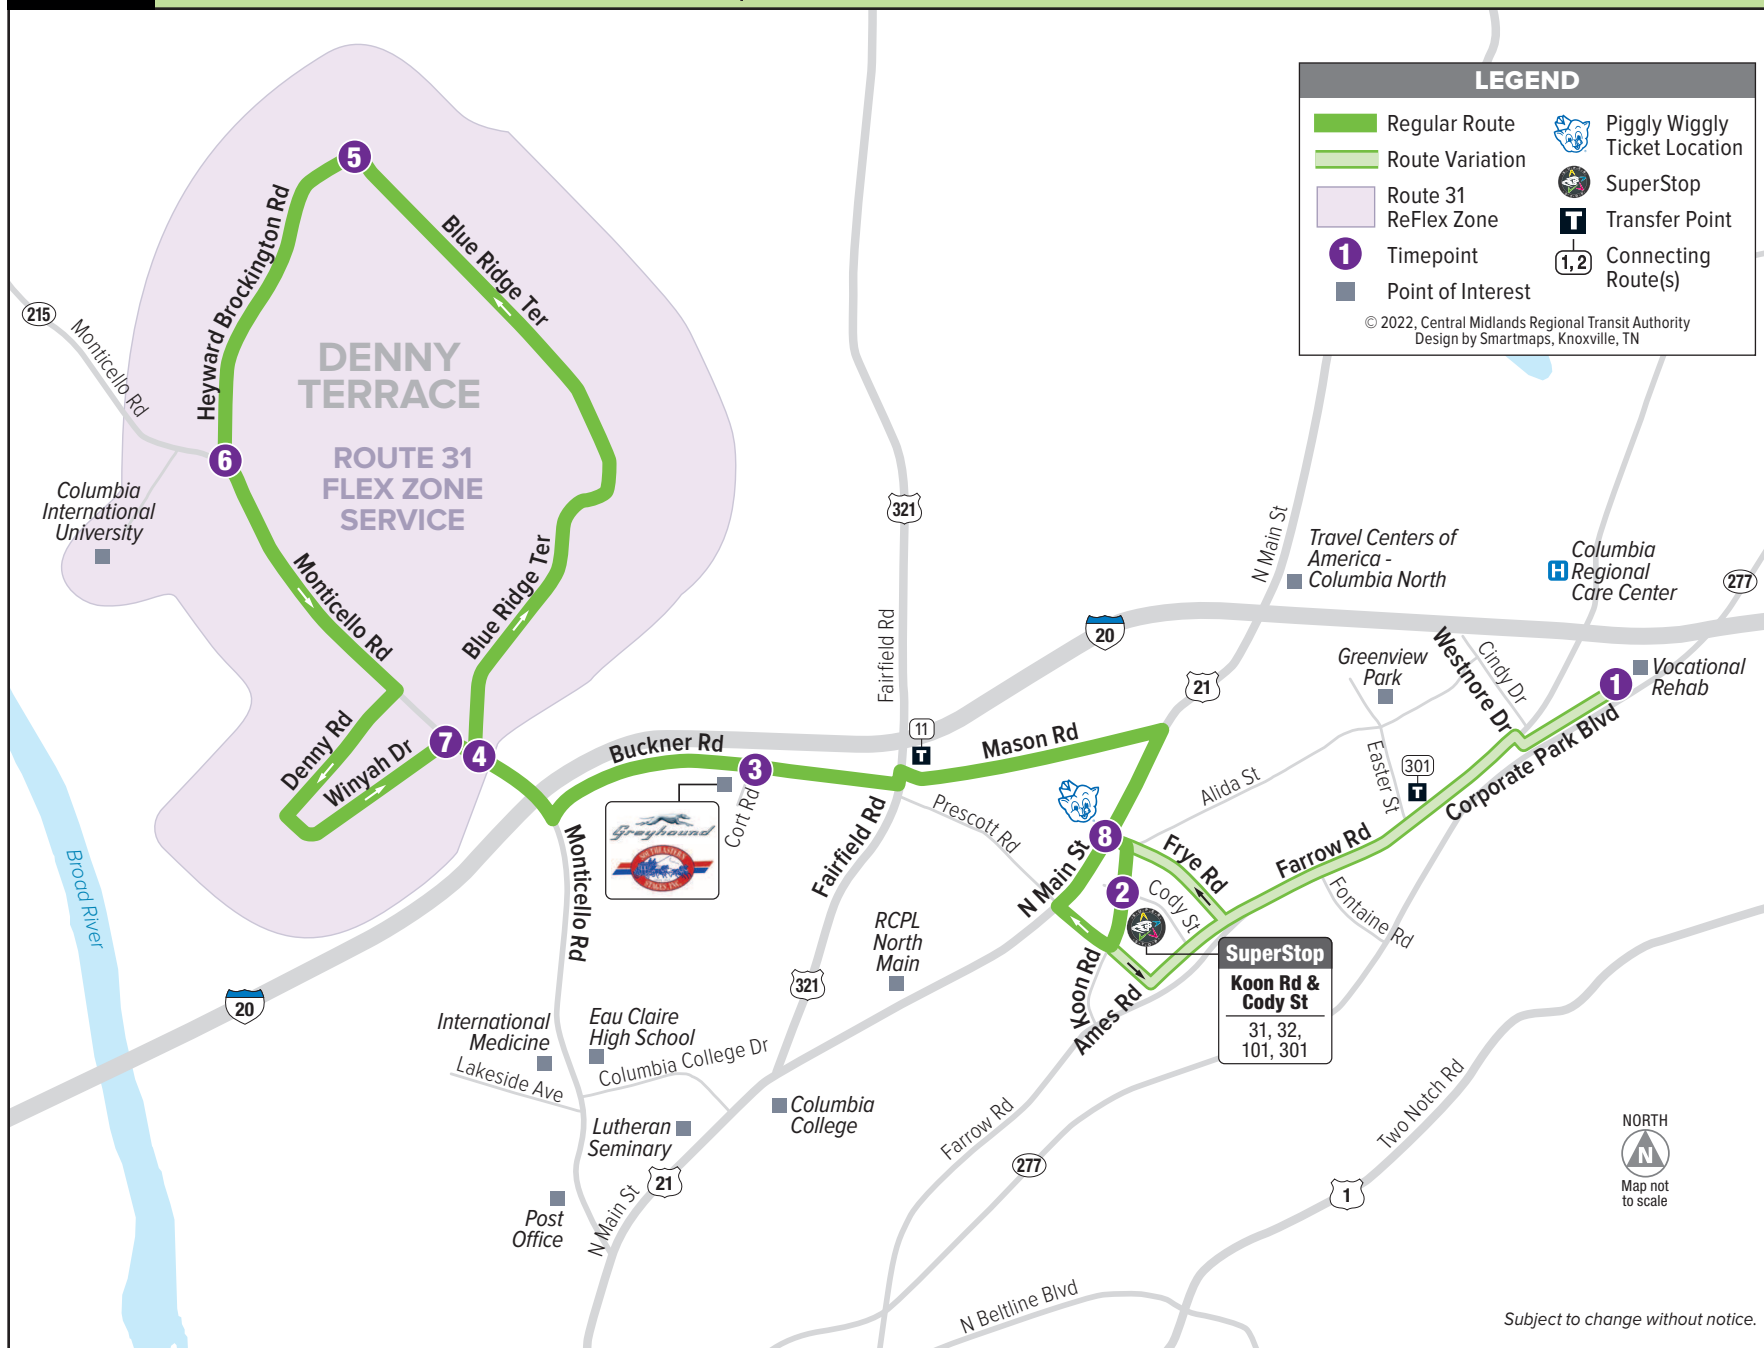 LEGEND
Regular Route
Route Variation
Route 31
ReFlex Zone
1
Timepoint
Point of Interest
Piggly Wiggly
Ticket Location
SuperStop
T
Transfer Point
1, 2
Connecting
Route(s)
© 2022, Central Midlands Regional Transit Authority
Design by Smartmaps, Knoxville, TN
5
Heyward Brockington Rd
Blue Ridge Ter
215
Monticello Rd
DENNY
TERRACE
6
ROUTE 31
FLEX ZONE
SERVICE
Columbia
International
University
Monticello Rd
Blue Ridge Ter
321
Fairfield Rd
N Main St
Travel Centers of
America -
Columbia North
H
Columbia
Regional
Care Center
277
20
Greenview
Park
Westmore Dr
Cindy Dr
1
Vocational
Rehab
21
Denny Rd
Winyah Dr
7
4
Buckner Rd
3
11
T
Mason Rd
Easter St
301
T
Corporate Park Blvd
Greyhound
SOUTHEASTERN
STAGES, INC.
Cort Rd
Fairfield Rd
Prescott Rd
Alida St
8
N Main St
Frye Rd
Farrow Rd
2
Cody St
Fontaine Rd
Broad River
Monticello Rd
RCPL
North
Main
321
Koon Rd
Ames Rd
SuperStop
Koon Rd &
Cody St
31, 32,
101, 301
20
International
Medicine
Eau Claire
High School
Lakeside Ave
Columbia College Dr
Lutheran
Seminary
Columbia
College
21
Post
Office
N Main St
Farrow Rd
277
Two Notch Rd
1
NORTH
N
Map not
to scale
N Beltline Blvd
Subject to change without notice.